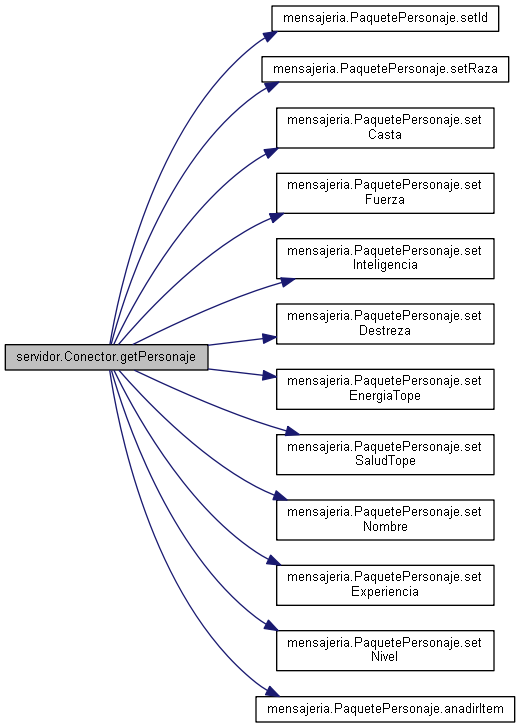 mensajeria.PaquetePersonaje.setId
mensajeria.PaquetePersonaje.setRaza
mensajeria.PaquetePersonaje.set
Casta
mensajeria.PaquetePersonaje.set
Fuerza
mensajeria.PaquetePersonaje.set
Inteligencia
mensajeria.PaquetePersonaje.set
Destreza
servidor.Conector.getPersonaje
mensajeria.PaquetePersonaje.set
EnergiaTope
mensajeria.PaquetePersonaje.set
SaludTope
mensajeria.PaquetePersonaje.set
Nombre
mensajeria.PaquetePersonaje.set
Experiencia
mensajeria.PaquetePersonaje.set
Nivel
mensajeria.PaquetePersonaje.anadirItem